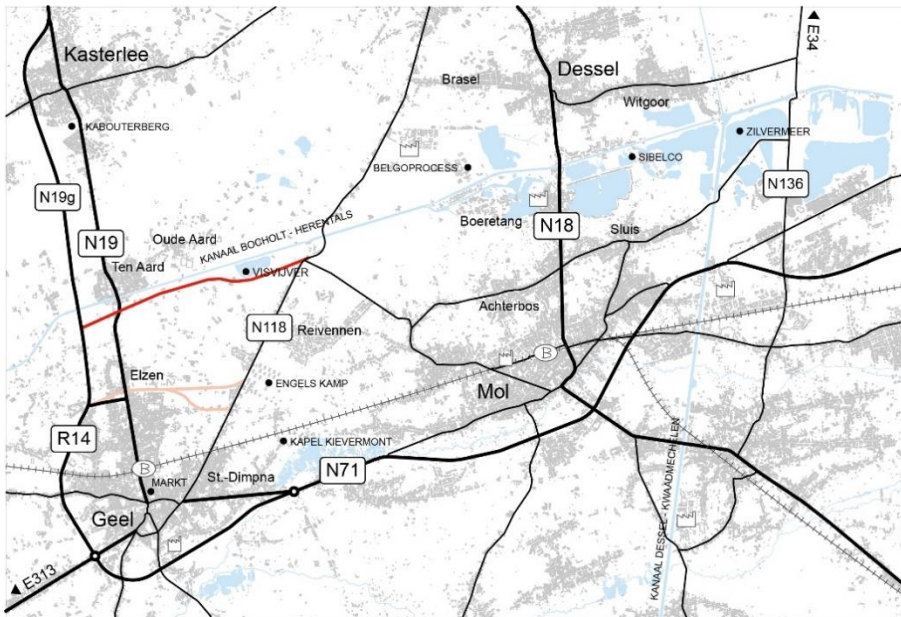 E34
Kasterlee
Brasel
Dessel
Witgoor
KABOUTERBERG
ZILVERMEER
SIBELCO
BELGOPROCESS
N19g
N136
Boeretang
N18
Sluis
N19
Oude Aard
KANAAL BOCHOLT - HERENTALS
Ten Aard
VISVIJVER
Achterbos
N118
Reivennen
B
Elzen
ENGELS KAMP
Mol
R14
KAPEL KIEVERMONT
B
St.-Dimpna
N71
MARKT
Geel
KANAAL DESSEL - KWAADMECHELEN
E313